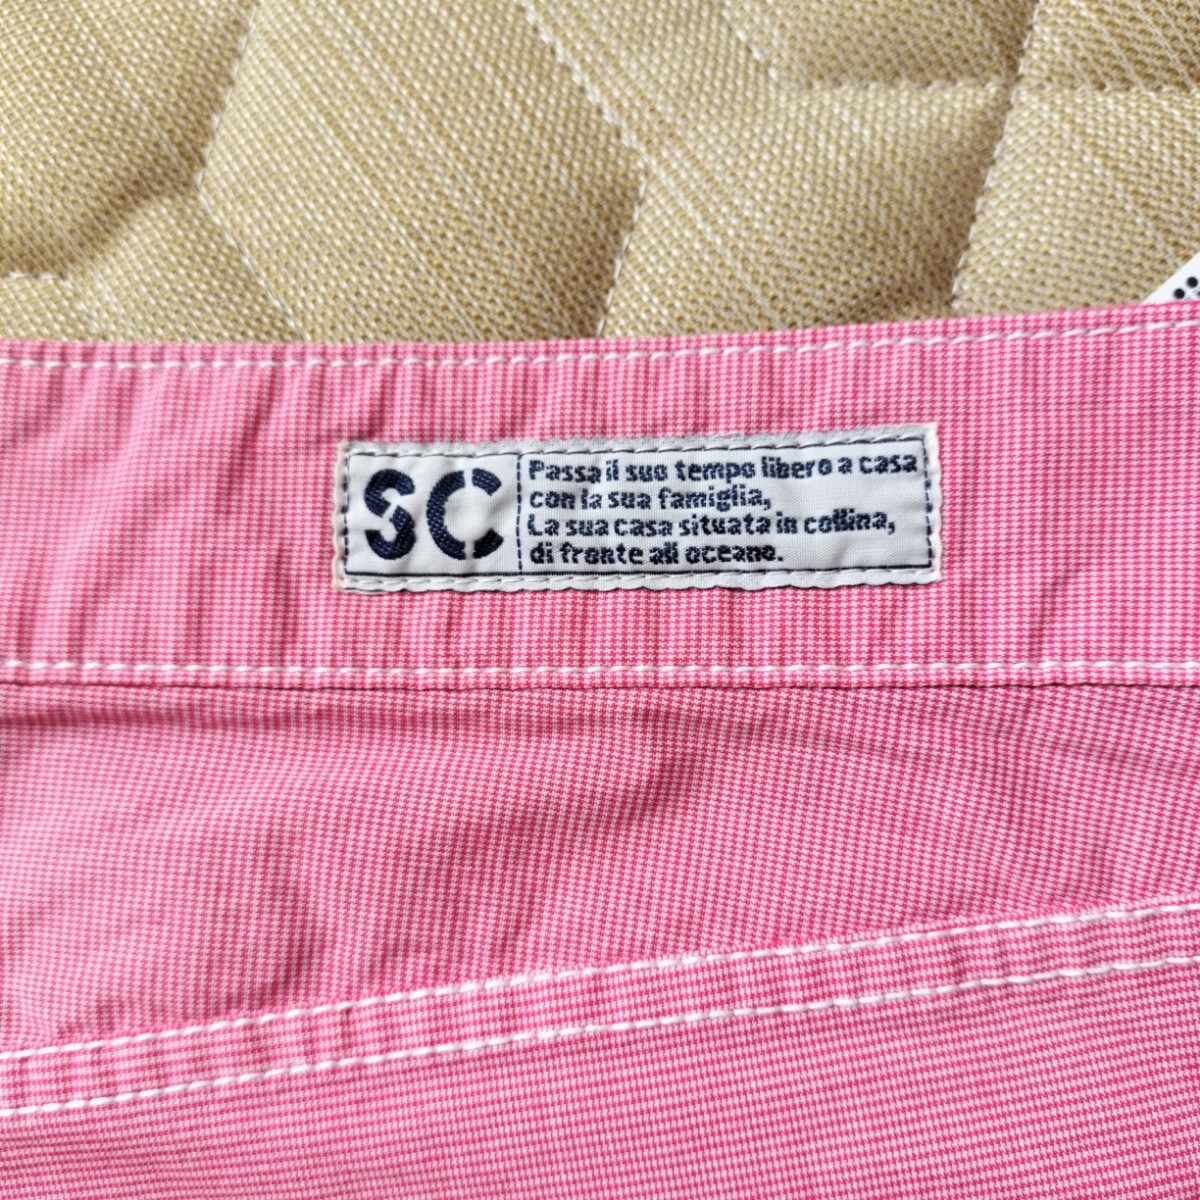 SC
Passa il suo tempo libero a casa
con la sua famiglia,
La sua casa situata in collina,
di fronte all oceano.